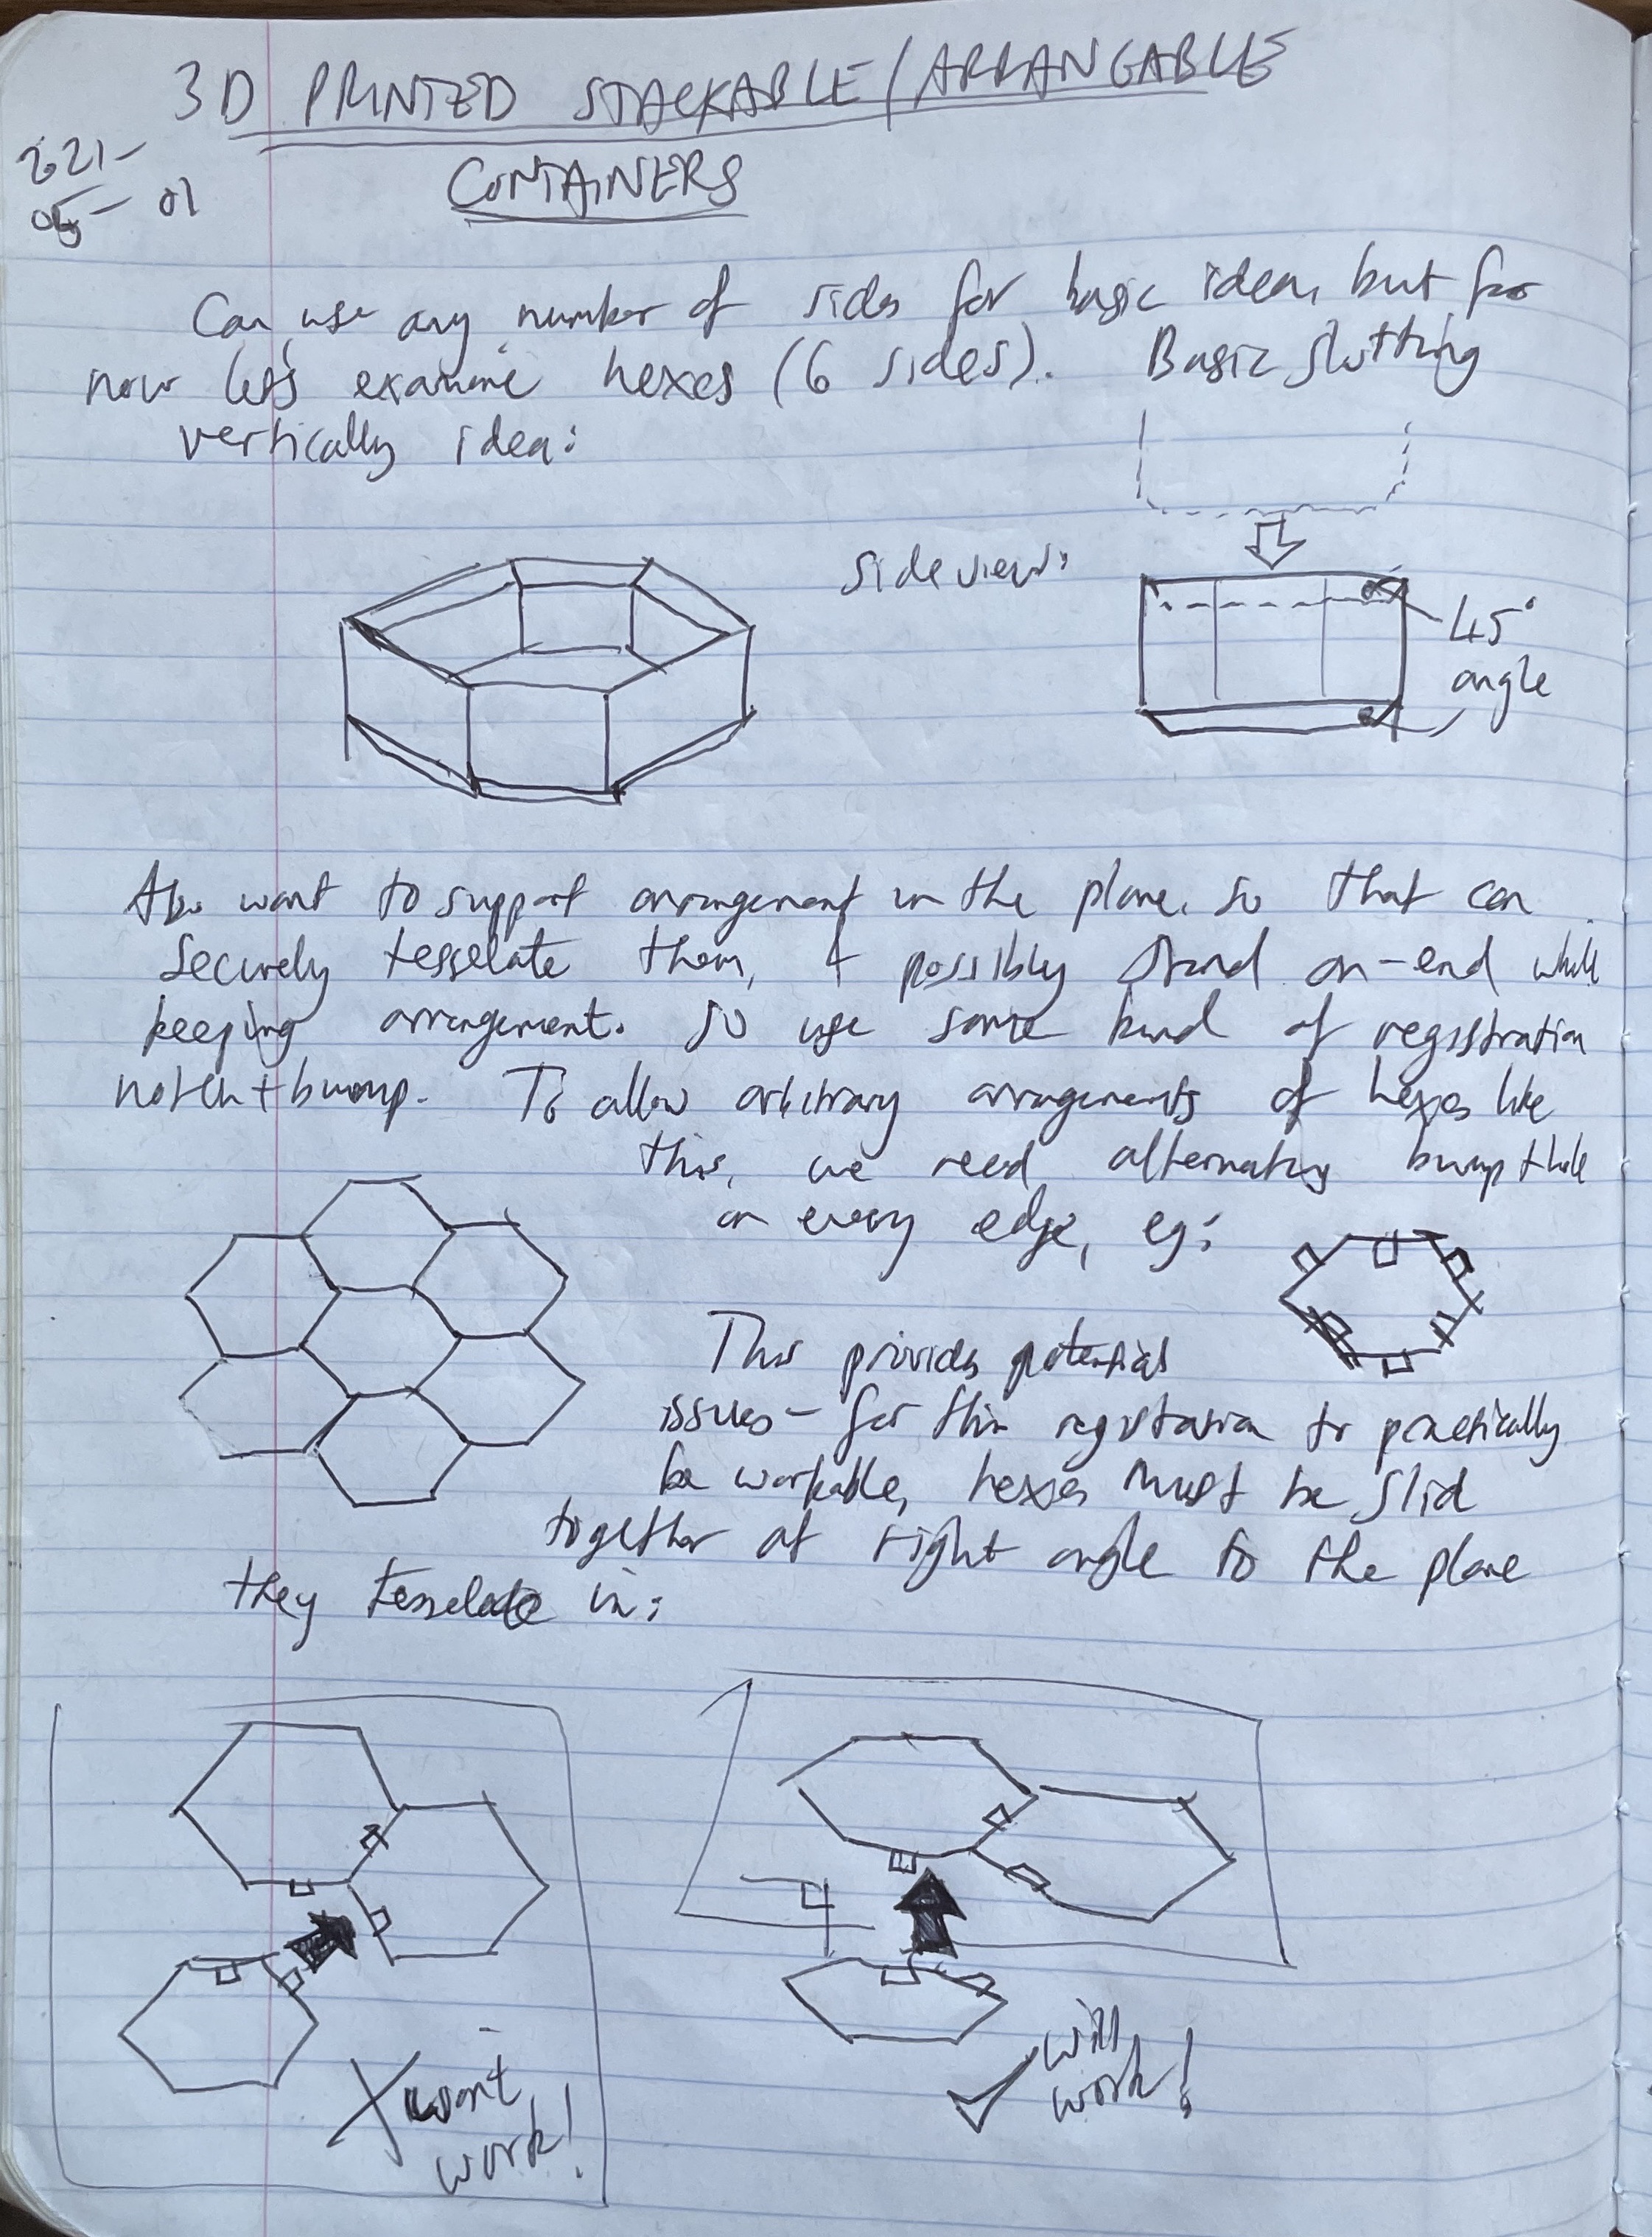 3D PRINTED STACKABLE/ARRANGABLE
CONTAINERS
2021-
05-01
Can use any number of sides for basic idea, but for
now let's examine hexes (6 sides). Basic slotting
vertically idea:
side view:
45°
angle
Also want to support arrangement in the plane, so that can
securely tesselate them, + possibly stand on-end while
keeping arrangement. So use some kind of registration
notch + bump. To allow arbitrary arrangements of hexes like
this, we need alternating bump + hole
on every edge, eg:
This provides potential
issues - for this registration to practically
be workable, hexes must be slid
together at right angle to the plane
they tesselate in:
X won't
work!
✓ will
work!